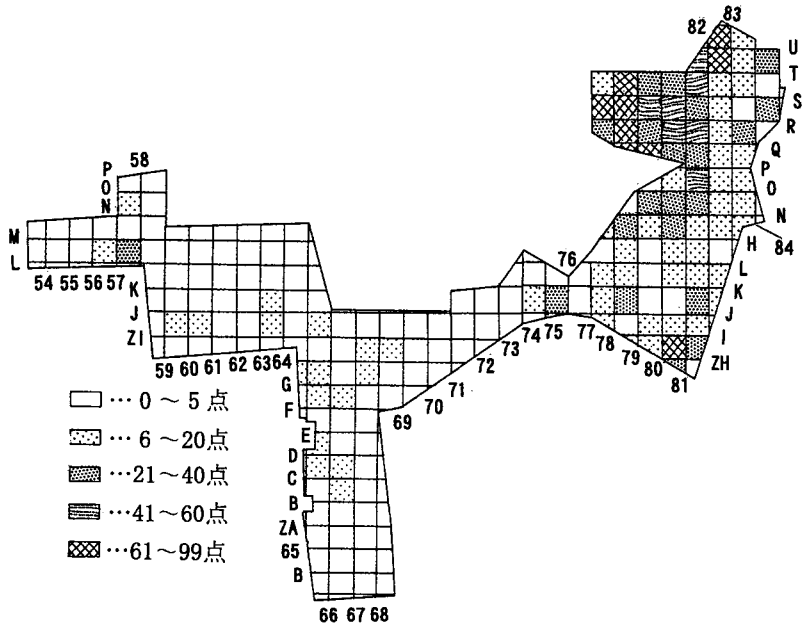 82 83
U
T
S
R
Q
P
O
N
84
H
L
K
J
I
ZH
58
P
O
N
M
L
54 55 56 57
K
J
ZI
59 60 61 62 63 64
76
74 75 77 78 79 80 81
73
72
71
70
69
G
F
E
D
C
B
ZA
65
B
66 67 68
…0～5点
…6～20点
…21～40点
…41～60点
…61～99点